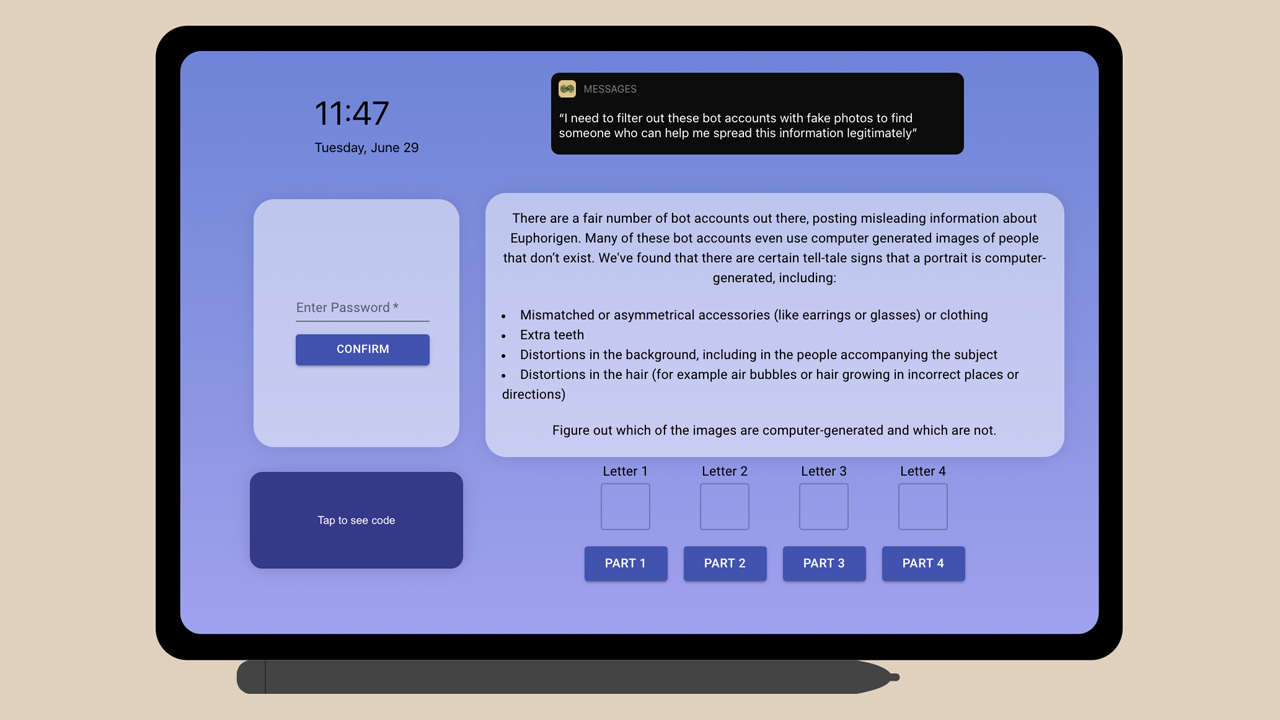 11:47
Tuesday, June 29
MESSAGES
“I need to filter out these bot accounts with fake photos to find
someone who can help me spread this information legitimately”
Enter Password *
CONFIRM
Tap to see code
There are a fair number of bot accounts out there, posting misleading information about
Euphorigen. Many of these bot accounts even use computer generated images of people
that don’t exist. We've found that there are certain tell-tale signs that a portrait is computer-
generated, including:
• Mismatched or asymmetrical accessories (like earrings or glasses) or clothing
• Extra teeth
• Distortions in the background, including in the people accompanying the subject
• Distortions in the hair (for example air bubbles or hair growing in incorrect places or
directions)
Figure out which of the images are computer-generated and which are not.
Letter 1 Letter 2 Letter 3 Letter 4
PART 1 PART 2 PART 3 PART 4